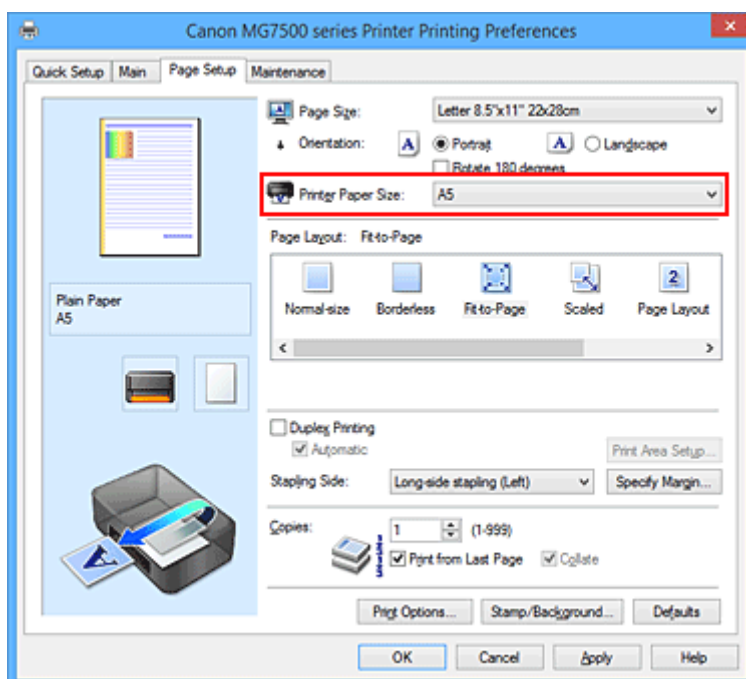 Canon MG7500 series Printer Printing Preferences
Quick Setup Main Page Setup Maintenance
Page Size: Letter 8.5"x11" 22x28cm
Orientation: A Portrait A Landscape
Rotate 180 degrees
Printer Paper Size: A5
Page Layout: Fit-to-Page
2
Normal-size Borderless Fit-to-Page Scaled Page Layout
Plain Paper
A5
Duplex Printing
Automatic
Print Area Setup...
Stapling Side: Long-side stapling (Left) Specify Margin...
Copies: 1 (1-999)
Print from Last Page Collate
A
Print Options... Stamp/Background... Defaults
OK Cancel Apply Help